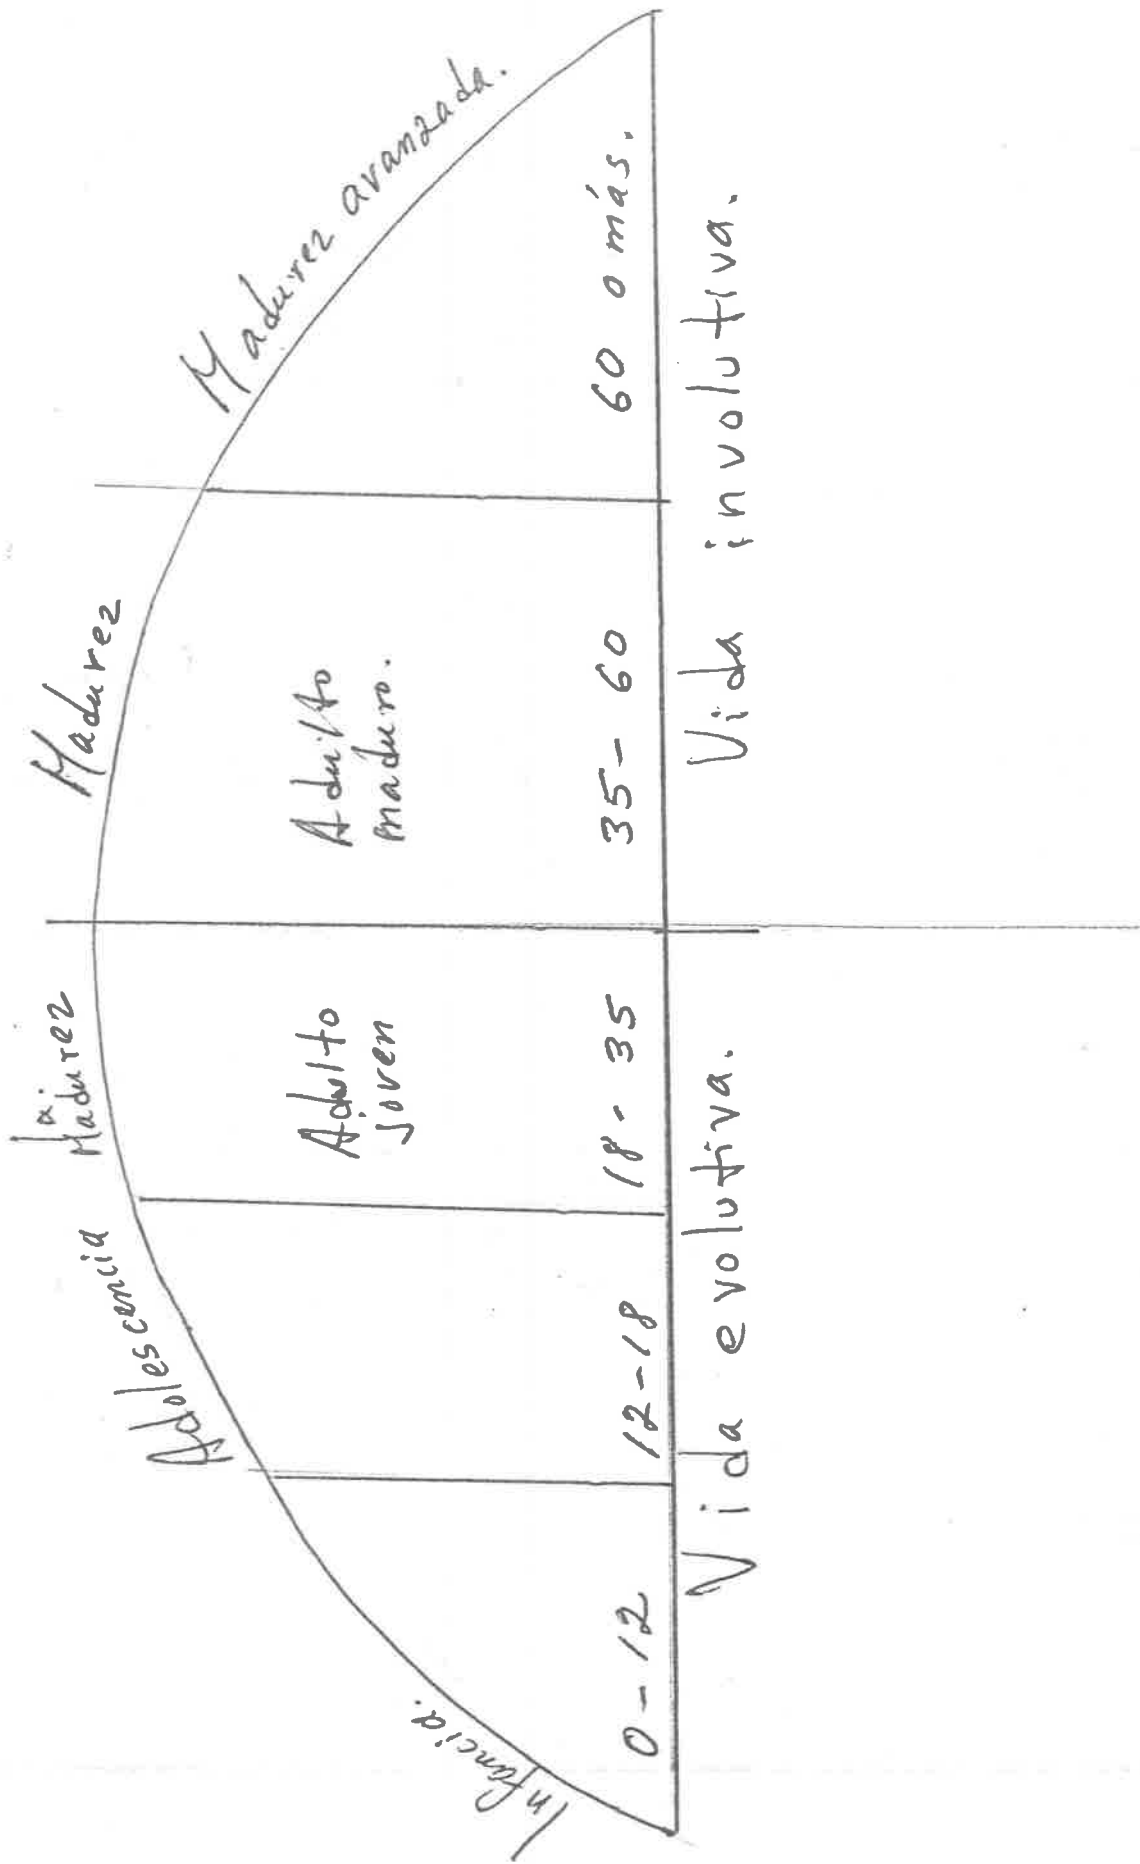 Infancia.
Adolescencia
1a.
Madurez
Madurez
Madurez avanzada.
Adulto
joven
Adulto
maduro.
0-12
12-18
18-35
35-60
60 o más.
Vida evolutiva.
Vida involutiva.